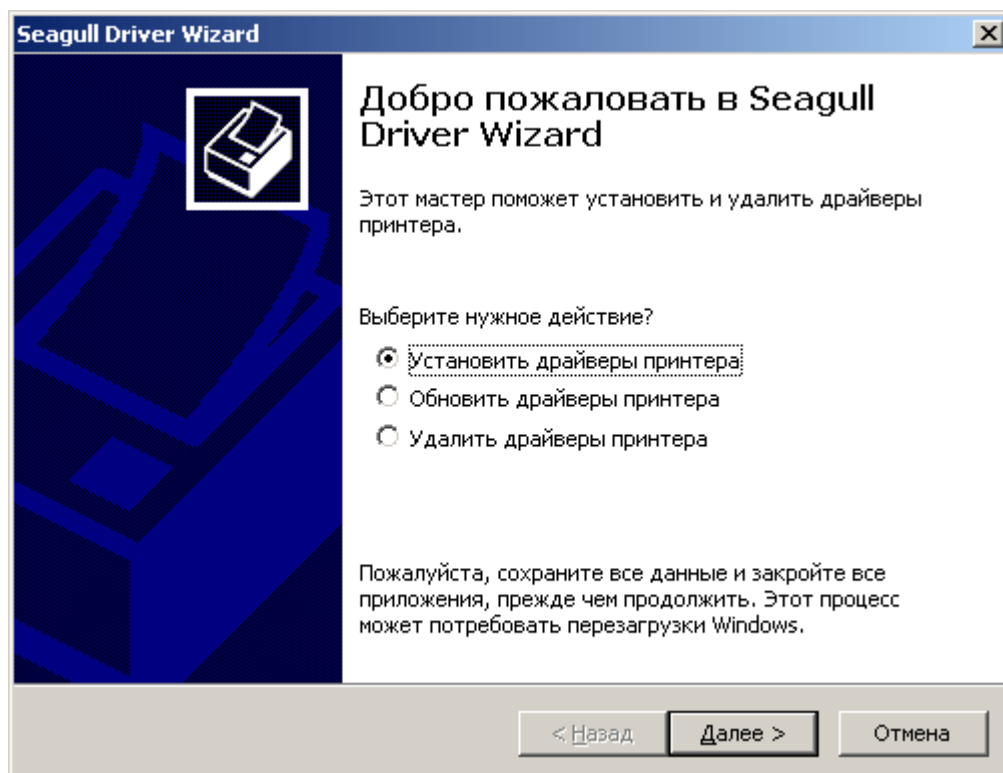 Seagull Driver Wizard
Добро пожаловать в Seagull
Driver Wizard
Этот мастер поможет установить и удалить драйверы
принтера.
Выберите нужное действие?
Установить драйверы принтера
Обновить драйверы принтера
Удалить драйверы принтера
Пожалуйста, сохраните все данные и закройте все
приложения, прежде чем продолжить. Этот процесс
может потребовать перезагрузки Windows.
< Назад
Далее >
Отмена